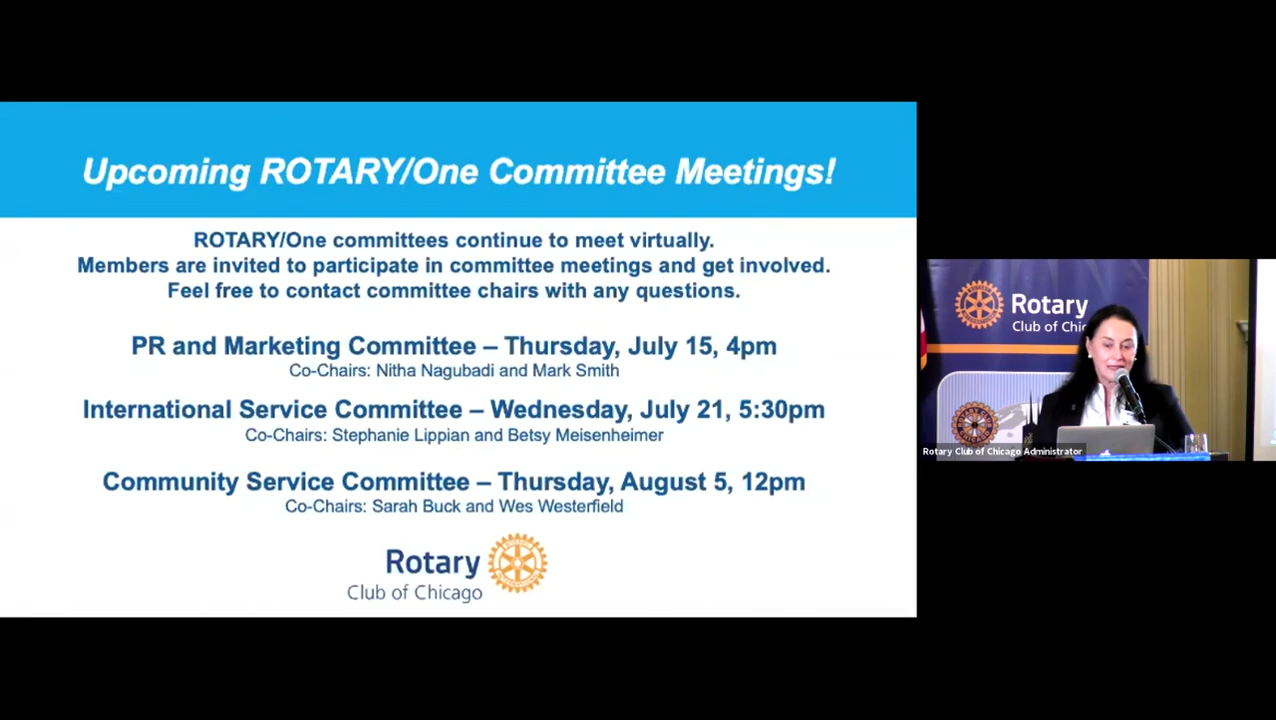 Upcoming ROTARY/One Committee Meetings!
ROTARY/One committees continue to meet virtually.
Members are invited to participate in committee meetings and get involved.
Feel free to contact committee chairs with any questions.
PR and Marketing Committee – Thursday, July 15, 4pm
Co-Chairs: Nitha Nagubadi and Mark Smith
International Service Committee – Wednesday, July 21, 5:30pm
Co-Chairs: Stephanie Lippian and Betsy Meisenheimer
Community Service Committee – Thursday, August 5, 12pm
Co-Chairs: Sarah Buck and Wes Westerfield
Rotary
Club of Chicago
Rotary
Club of Chic
Rotary Club of Chicago Administrator